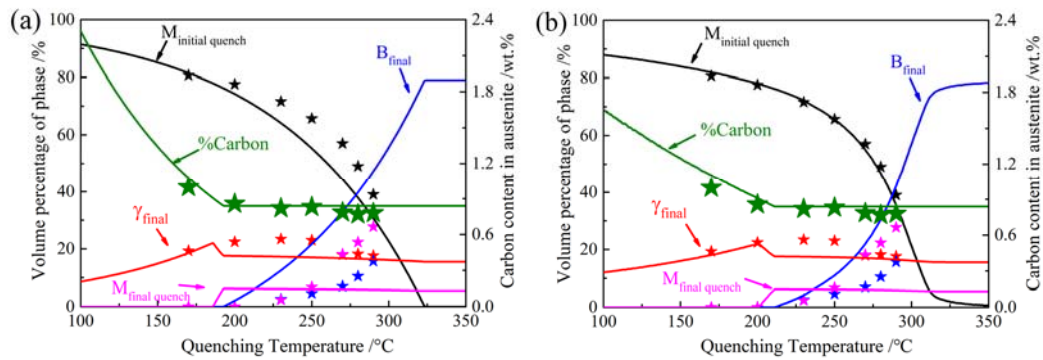 (a)
Volume percentage of phase /%
100
80
60
40
20
0
M initial quench
B final
%Carbon
γ final
M final quench
2.4
1.8
1.2
0.6
0.0
Carbon content in austenite /wt.%
100 150 200 250 300 350
Quenching Temperature /°C
(b)
Volume percentage of phase /%
100
80
60
40
20
0
M initial quench
B final
%Carbon
γ final
M final quench
2.4
1.8
1.2
0.6
0.0
Carbon content in austenite /wt.%
100 150 200 250 300 350
Quenching Temperature /°C